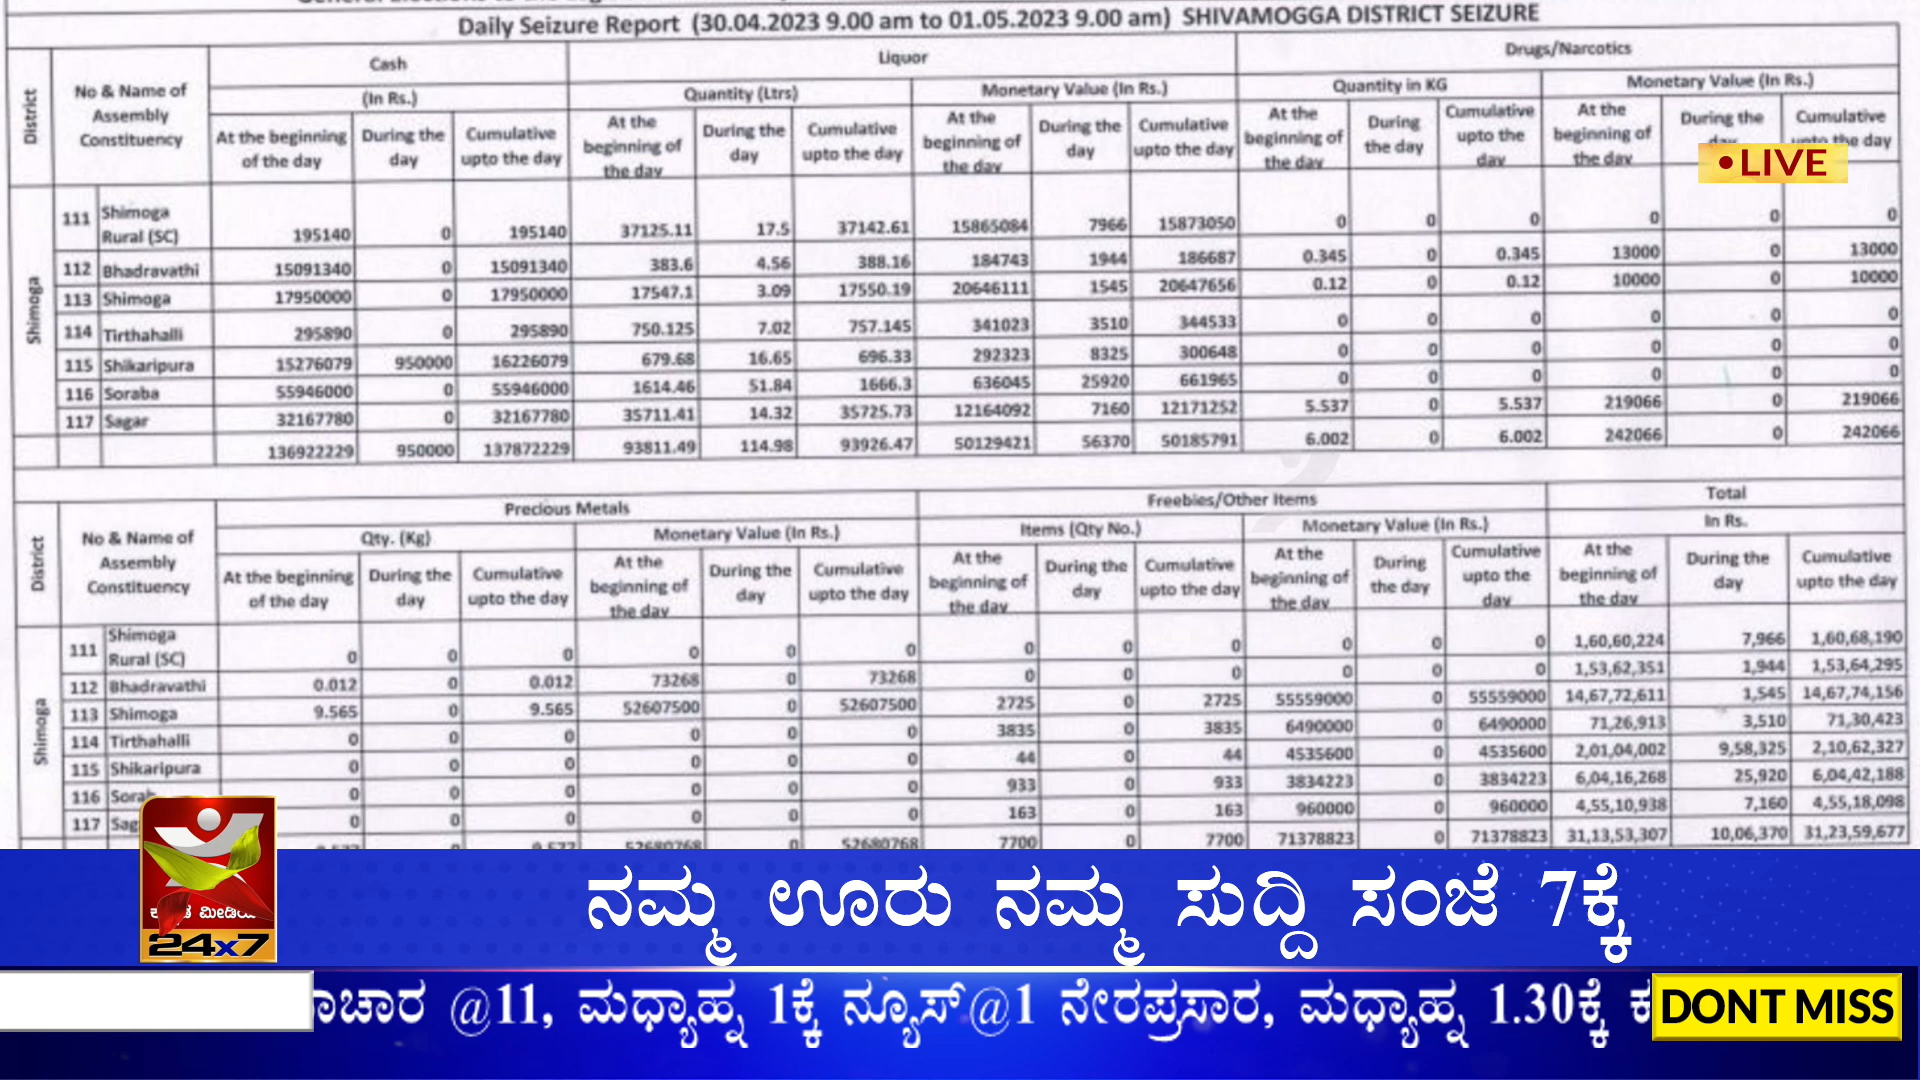 Daily Seizure Report (30.04.2023 9.00 am to 01.05.2023 9.00 am) SHIVAMOGGA DISTRICT SEIZURE
District No & Name of Assembly Constituency Cash Liquor Drugs/Narcotics
(In Rs.) Quantity (Ltrs) Monetary Value (In Rs.) Quantity in KG Monetary Value (In Rs.)
At the beginning of the day During the day Cumulative upto the day At the beginning of the day During the day Cumulative upto the day At the beginning of the day During the day Cumulative upto the day At the beginning of the day During the day Cumulative upto the day At the beginning of the day During the day Cumulative upto the day
• LIVE
Shimoga
111 Shimoga Rural (SC) 195140 0 195140 37125.11 17.5 37142.61 15865084 7966 15873050 0 0 0 0 0 0
112 Bhadravathi 15091340 0 15091340 383.6 4.56 388.16 184743 1944 186687 0.345 0 0.345 13000 0 13000
113 Shimoga 17950000 0 17950000 17547.1 3.09 17550.19 20646111 1545 20647656 0.12 0 0.12 10000 0 10000
114 Tirthahalli 295890 0 295890 750.125 7.02 757.145 341023 3510 344533 0 0 0 0 0 0
115 Shikaripura 15276079 950000 16226079 679.68 16.65 696.33 292323 8325 300648 0 0 0 0 0 0
116 Soraba 55946000 0 55946000 1614.46 51.84 1666.3 636045 25920 661965 0 0 0 0 0 0
117 Sagar 32167780 0 32167780 35711.41 14.32 35725.73 12164092 7160 12171252 5.537 0 5.537 219066 0 219066
136922229 950000 137872229 93811.49 114.98 93926.47 50129421 56370 50185791 6.002 0 6.002 242066 0 242066
District No & Name of Assembly Constituency Precious Metals Freebies/Other Items Total
Qty. (Kg) Monetary Value (In Rs.) Items (Qty No.) Monetary Value (In Rs.) In Rs.
At the beginning of the day During the day Cumulative upto the day At the beginning of the day During the day Cumulative upto the day At the beginning of the day During the day Cumulative upto the day At the beginning of the day During the day Cumulative upto the day At the beginning of the day During the day Cumulative upto the day
Shimoga
111 Shimoga Rural (SC) 0 0 0 0 0 0 0 0 0 0 0 0 1,60,60,224 7,966 1,60,68,190
112 Bhadravathi 0.012 0 0.012 73268 0 73268 0 0 0 0 0 0 1,53,62,351 1,944 1,53,64,295
113 Shimoga 9.565 0 9.565 52607500 0 52607500 2725 0 2725 55559000 0 55559000 14,67,72,611 1,545 14,67,74,156
114 Tirthahalli 0 0 0 0 0 0 3835 0 3835 6490000 0 6490000 71,26,913 3,510 71,30,423
115 Shikaripura 0 0 0 0 0 0 44 0 44 4535600 0 4535600 2,01,04,002 9,58,325 2,10,62,327
116 0 0 0 0 0 0 933 0 933 3834223 0 3834223 6,04,16,268 25,920 6,04,42,188
117 0 0 0 0 0 0 163 0 163 960000 0 960000 4,55,10,938 7,160 4,55,18,098
0 9.577 52680768 0 52680768 7700 0 7700 71378823 0 71378823 31,13,53,307 10,06,370 31,23,59,677
24x7
ನಮ್ಮ ಊರು ನಮ್ಮ ಸುದ್ದಿ ಸಂಜೆ 7ಕ್ಕೆ
@11, ಮಧ್ಯಾಹ್ನ 1ಕ್ಕೆ ನ್ಯೂಸ್@1 ನೇರಪ್ರಸಾರ, ಮಧ್ಯಾಹ್ನ 1.30ಕ್ಕೆ
DONT MISS